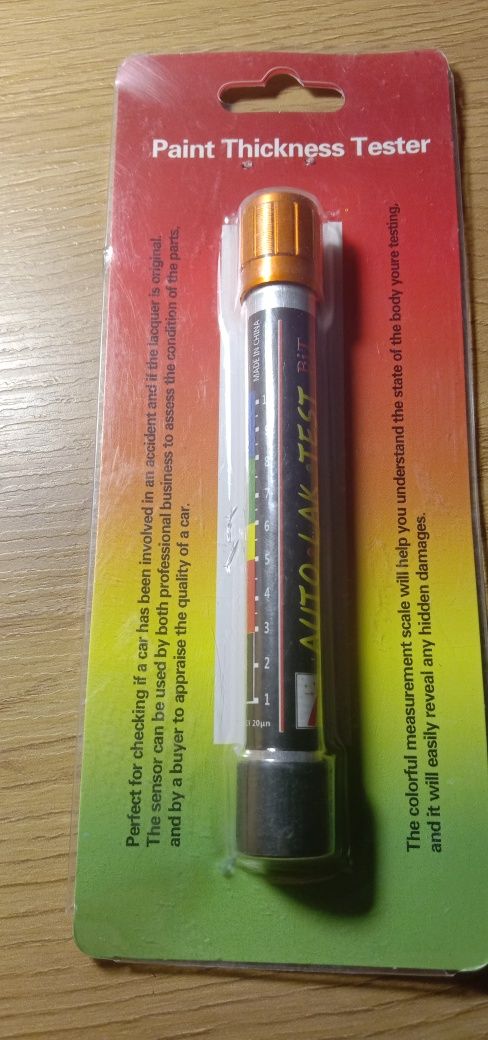 Paint Thickness Tester
Perfect for checking if a car has been involved in an accident and if the lacquer is original.
The sensor can be used by both professional business to assess the condition of the parts,
and by a buyer to appraise the quality of a car.
MADE IN CHINA
8
7
6
5
4
3
2
1
20µm
AUTO-LAK-TEST BIT
The colorful measurement scale will help you understand the state of the body youre testing,
and it will easily reveal any hidden damages.